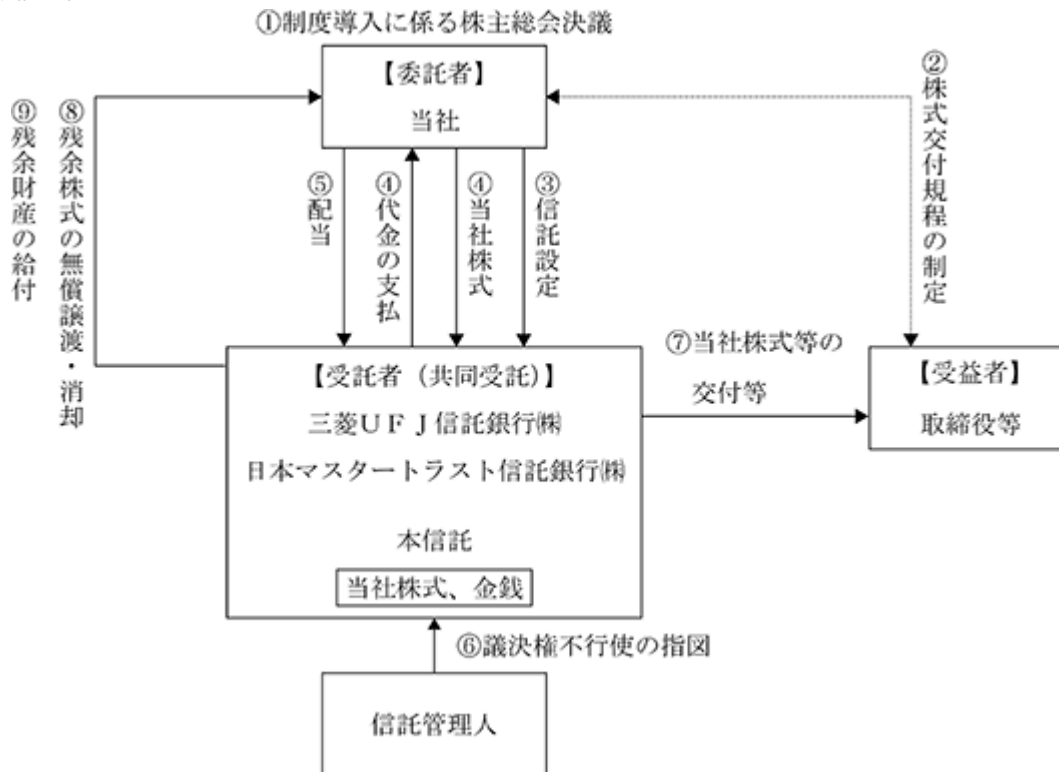 ①制度導入に係る株主総会決議
【委託者】
当社
⑨残余財産の給付
⑧残余株式の無償譲渡・消却
⑤配当
④代金の支払
④当社株式
③信託設定
②株式交付規程の制定
【受託者（共同受託）】
三菱ＵＦＪ信託銀行㈱
日本マスタートラスト信託銀行㈱
本信託
当社株式、金銭
⑦当社株式等の
交付等
【受益者】
取締役等
⑥議決権不行使の指図
信託管理人